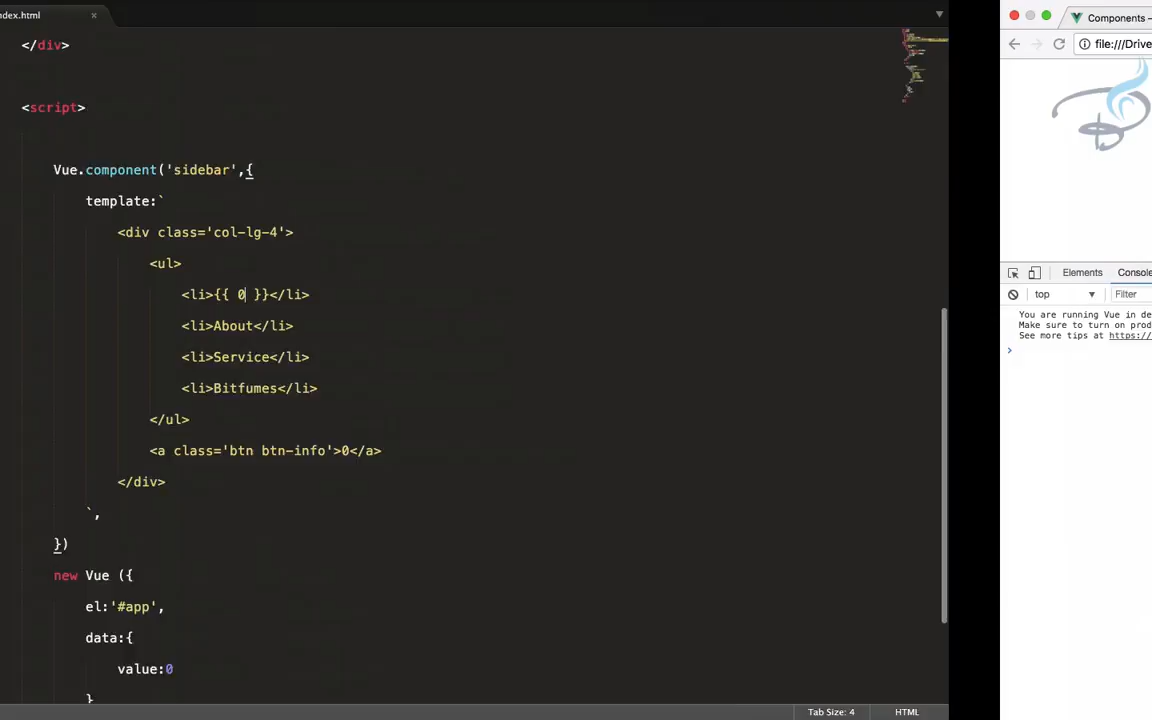 ndex.html ×
</div>
<script>
Vue.component('sidebar',{
template:`
<div class='col-lg-4'>
<ul>
<li>{{ 0 }}</li>
<li>About</li>
<li>Service</li>
<li>Bitfumes</li>
</ul>
<a class='btn btn-info'>0</a>
</div>
`,
})
new Vue ({
el:'#app',
data:{
value:0
}
Tab Size: 4 HTML
Components –
file:///Drive
Elements Console
top Filter
You are running Vue in de
Make sure to turn on prod
See more tips at https://